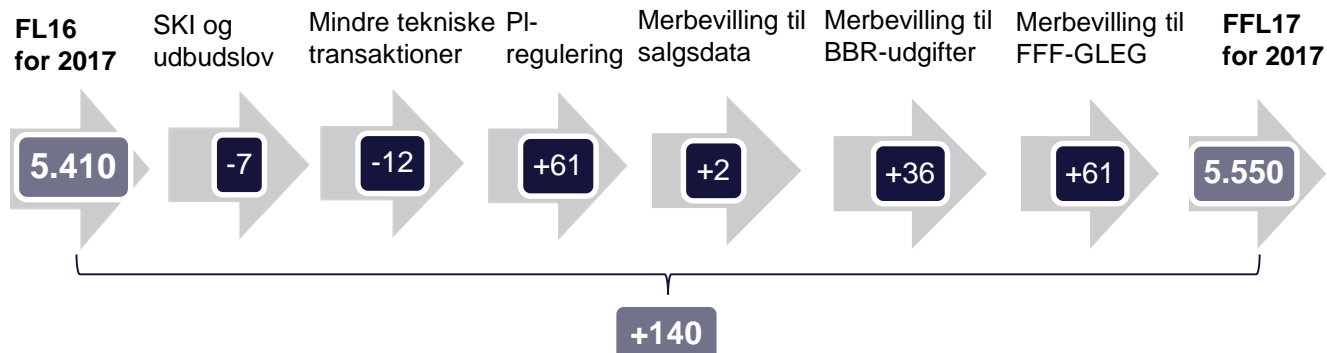 FL16
for 2017
SKI og
udbudslov
Mindre tekniske
transaktioner
Pl-
regulering
Merbevilling til
salgsdata
Merbevilling til
BBR-udgifter
Merbevilling til
FFF-GLEG
FFL17
for 2017
5.410
-7
-12
+61
+2
+36
+61
5.550
+140